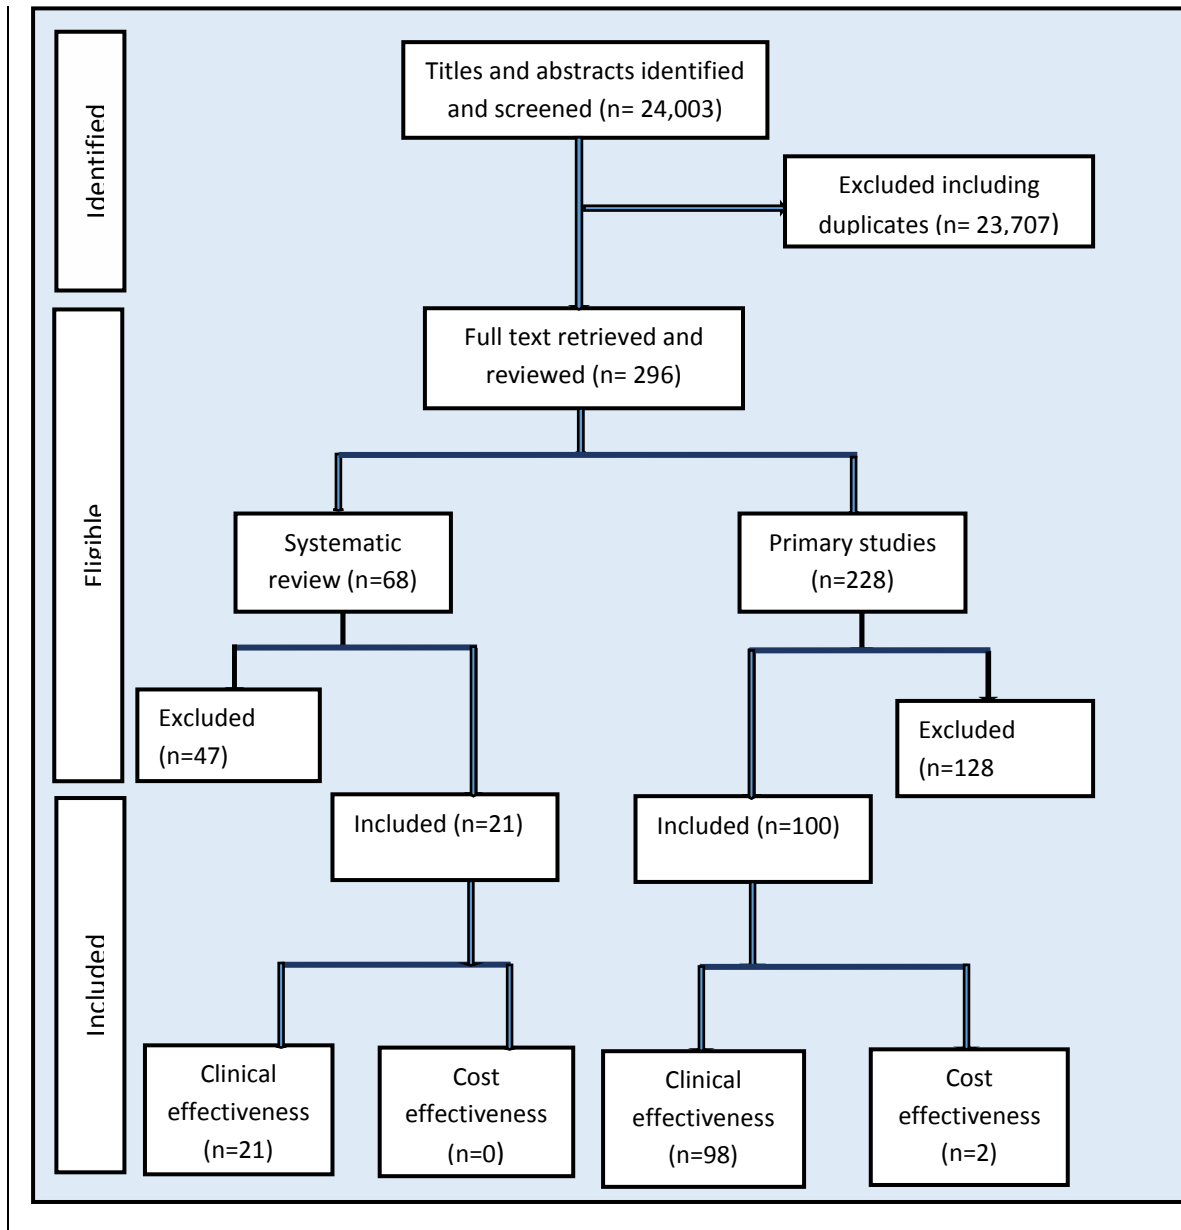 Identified
Titles and abstracts identified
and screened (n= 24,003)
Excluded including
duplicates (n= 23,707)
Eligible
Full text retrieved and
reviewed (n= 296)
Systematic
review (n=68)
Primary studies
(n=228)
Excluded
(n=47)
Excluded
(n=128
Included
Included (n=21)
Included (n=100)
Clinical
effectiveness
(n=21)
Cost
effectiveness
(n=0)
Clinical
effectiveness
(n=98)
Cost
effectiveness
(n=2)